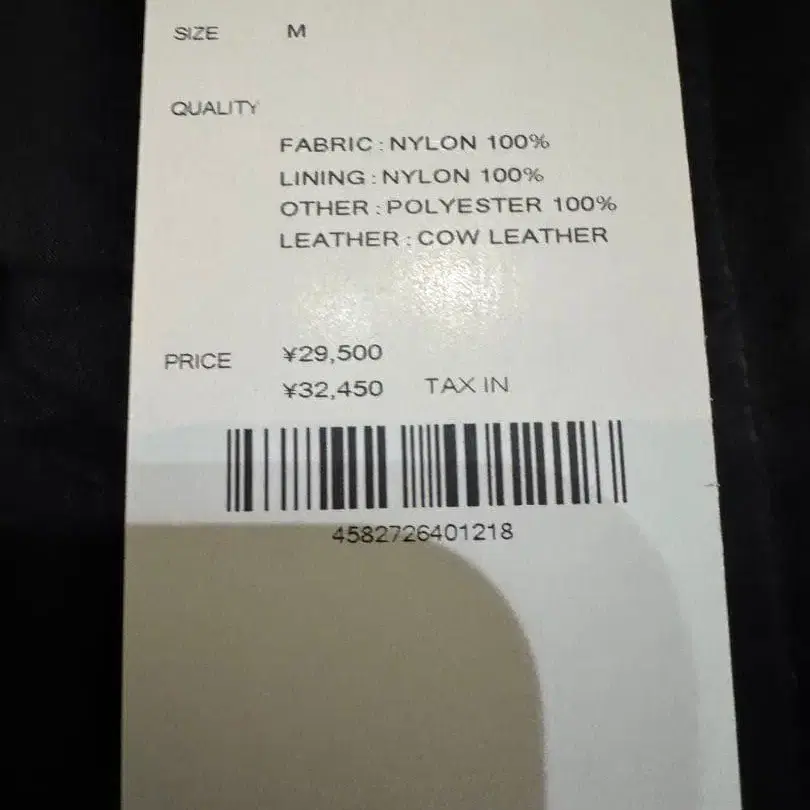 SIZE M
QUALITY
FABRIC : NYLON 100%
LINING : NYLON 100%
OTHER : POLYESTER 100%
LEATHER : COW LEATHER
PRICE ¥29,500
¥32,450 TAX IN
4582726401218